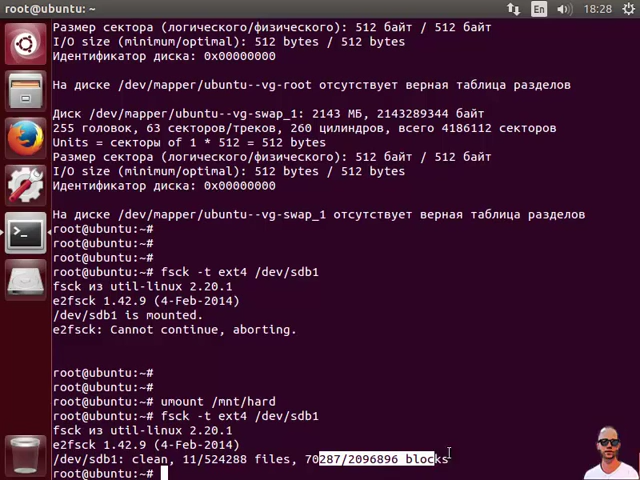 root@ubuntu: ~
En
18:28
Размер сектора (логического/физического): 512 байт / 512 байт
I/O size (minimum/optimal): 512 bytes / 512 bytes
Идентификатор диска: 0x00000000
На диске /dev/mapper/ubuntu--vg-root отсутствует верная таблица разделов
Диск /dev/mapper/ubuntu--vg-swap_1: 2143 МБ, 2143289344 байт
255 головок, 63 секторов/треков, 260 цилиндров, всего 4186112 секторов
Units = секторы of 1 * 512 = 512 bytes
Размер сектора (логического/физического): 512 байт / 512 байт
I/O size (minimum/optimal): 512 bytes / 512 bytes
Идентификатор диска: 0x00000000
На диске /dev/mapper/ubuntu--vg-swap_1 отсутствует верная таблица разделов
root@ubuntu:~#
root@ubuntu:~#
root@ubuntu:~#
root@ubuntu:~# fsck -t ext4 /dev/sdb1
fsck из util-linux 2.20.1
e2fsck 1.42.9 (4-Feb-2014)
/dev/sdb1 is mounted.
e2fsck: Cannot continue, aborting.
root@ubuntu:~#
root@ubuntu:~#
root@ubuntu:~# umount /mnt/hard
root@ubuntu:~# fsck -t ext4 /dev/sdb1
fsck из util-linux 2.20.1
e2fsck 1.42.9 (4-Feb-2014)
/dev/sdb1: clean, 11/524288 files, 70287/2096896 blocks
root@ubuntu:~#